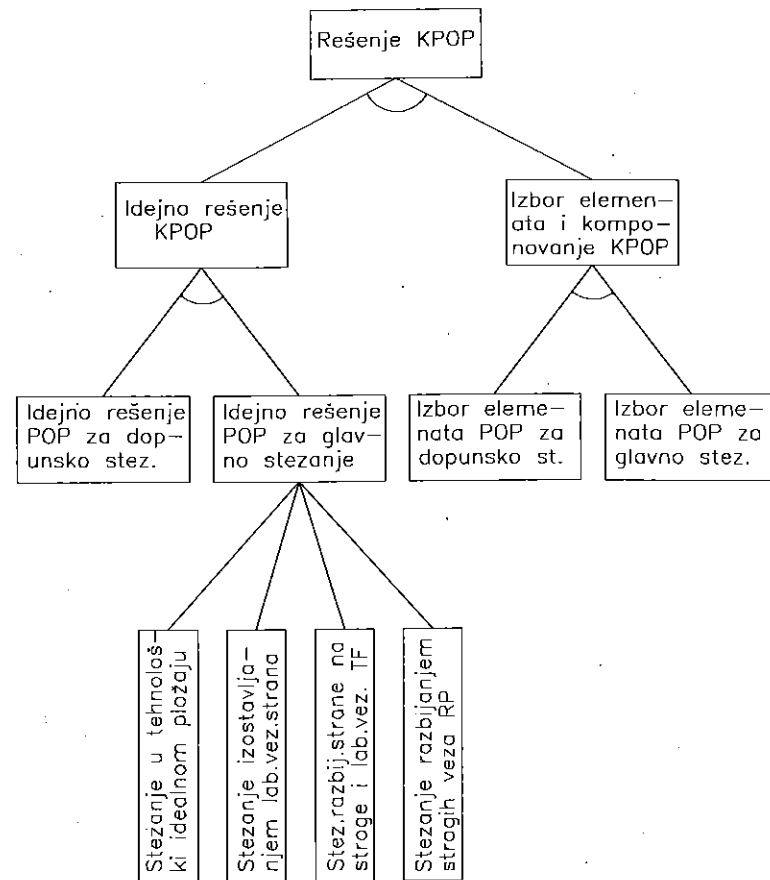 Rešenje KPOP
Idejno rešenje
KPOP
Izbor elemen-
ata i kompo-
novanje KPOP
Idejno rešenje
POP za dop-
unsko stez.
Idejno rešenje
POP za glav-
no stezanje
Izbor eleme-
nata POP za
dopunsko st.
Izbor eleme-
nata POP za
glavno stez.
Stezanje u tehnološ-
ki idealnom pložaju
Stezanje izostavlja-
njem lab.vez.strana
Stez.razbij.strane na
stroge i lab.vez. TF
Stezanje razbijanjem
strogih veza RP